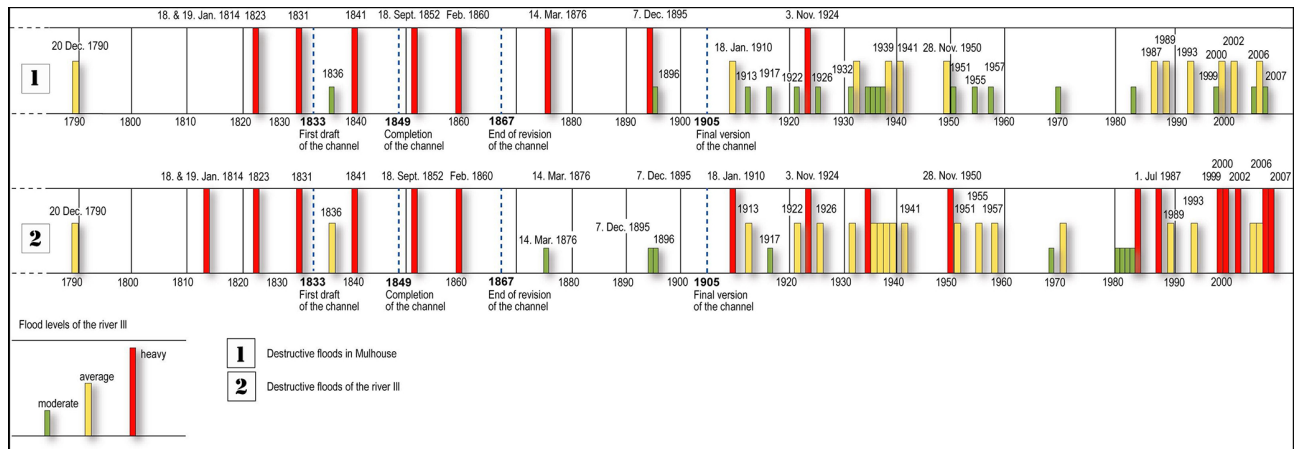 18. & 19. Jan. 1814 1823 1831 1841 18. Sept. 1852 Feb. 1860 14. Mar. 1876 7. Dec. 1895 3. Nov. 1924
20 Dec. 1790 18. Jan. 1910 1939 1941 28. Nov. 1950 1987 1989 1993 2000 2002 2006
1836 1896 1913 1917 1922 1926 1932 1951 1955 1957 1999 2007
1
1790 1800 1810 1820 1830 1833 1840 1849 1860 1867 1880 1890 1900 1905 1920 1930 1940 1950 1960 1970 1980 1990 2000
First draft of the channel
Completion of the channel
End of revision of the channel
Final version of the channel
18. & 19. Jan. 1814 1823 1831 1841 18. Sept. 1852 Feb. 1860 14. Mar. 1876 7. Dec. 1895 18. Jan. 1910 3. Nov. 1924 28. Nov. 1950 1. Jul 1987 1999 2000 2002 2006 2007
20 Dec. 1790 1836 1913 1922 1926 1941 1951 1955 1957 1989 1993
14. Mar. 1876 7. Dec. 1895 1896 1917
2
1790 1800 1810 1820 1830 1833 1840 1849 1860 1867 1880 1890 1900 1905 1920 1930 1940 1950 1960 1970 1980 1990 2000
First draft of the channel
Completion of the channel
End of revision of the channel
Final version of the channel
Flood levels of the river Ill
heavy
average
moderate
1 Destructive floods in Mulhouse
2 Destructive floods of the river Ill